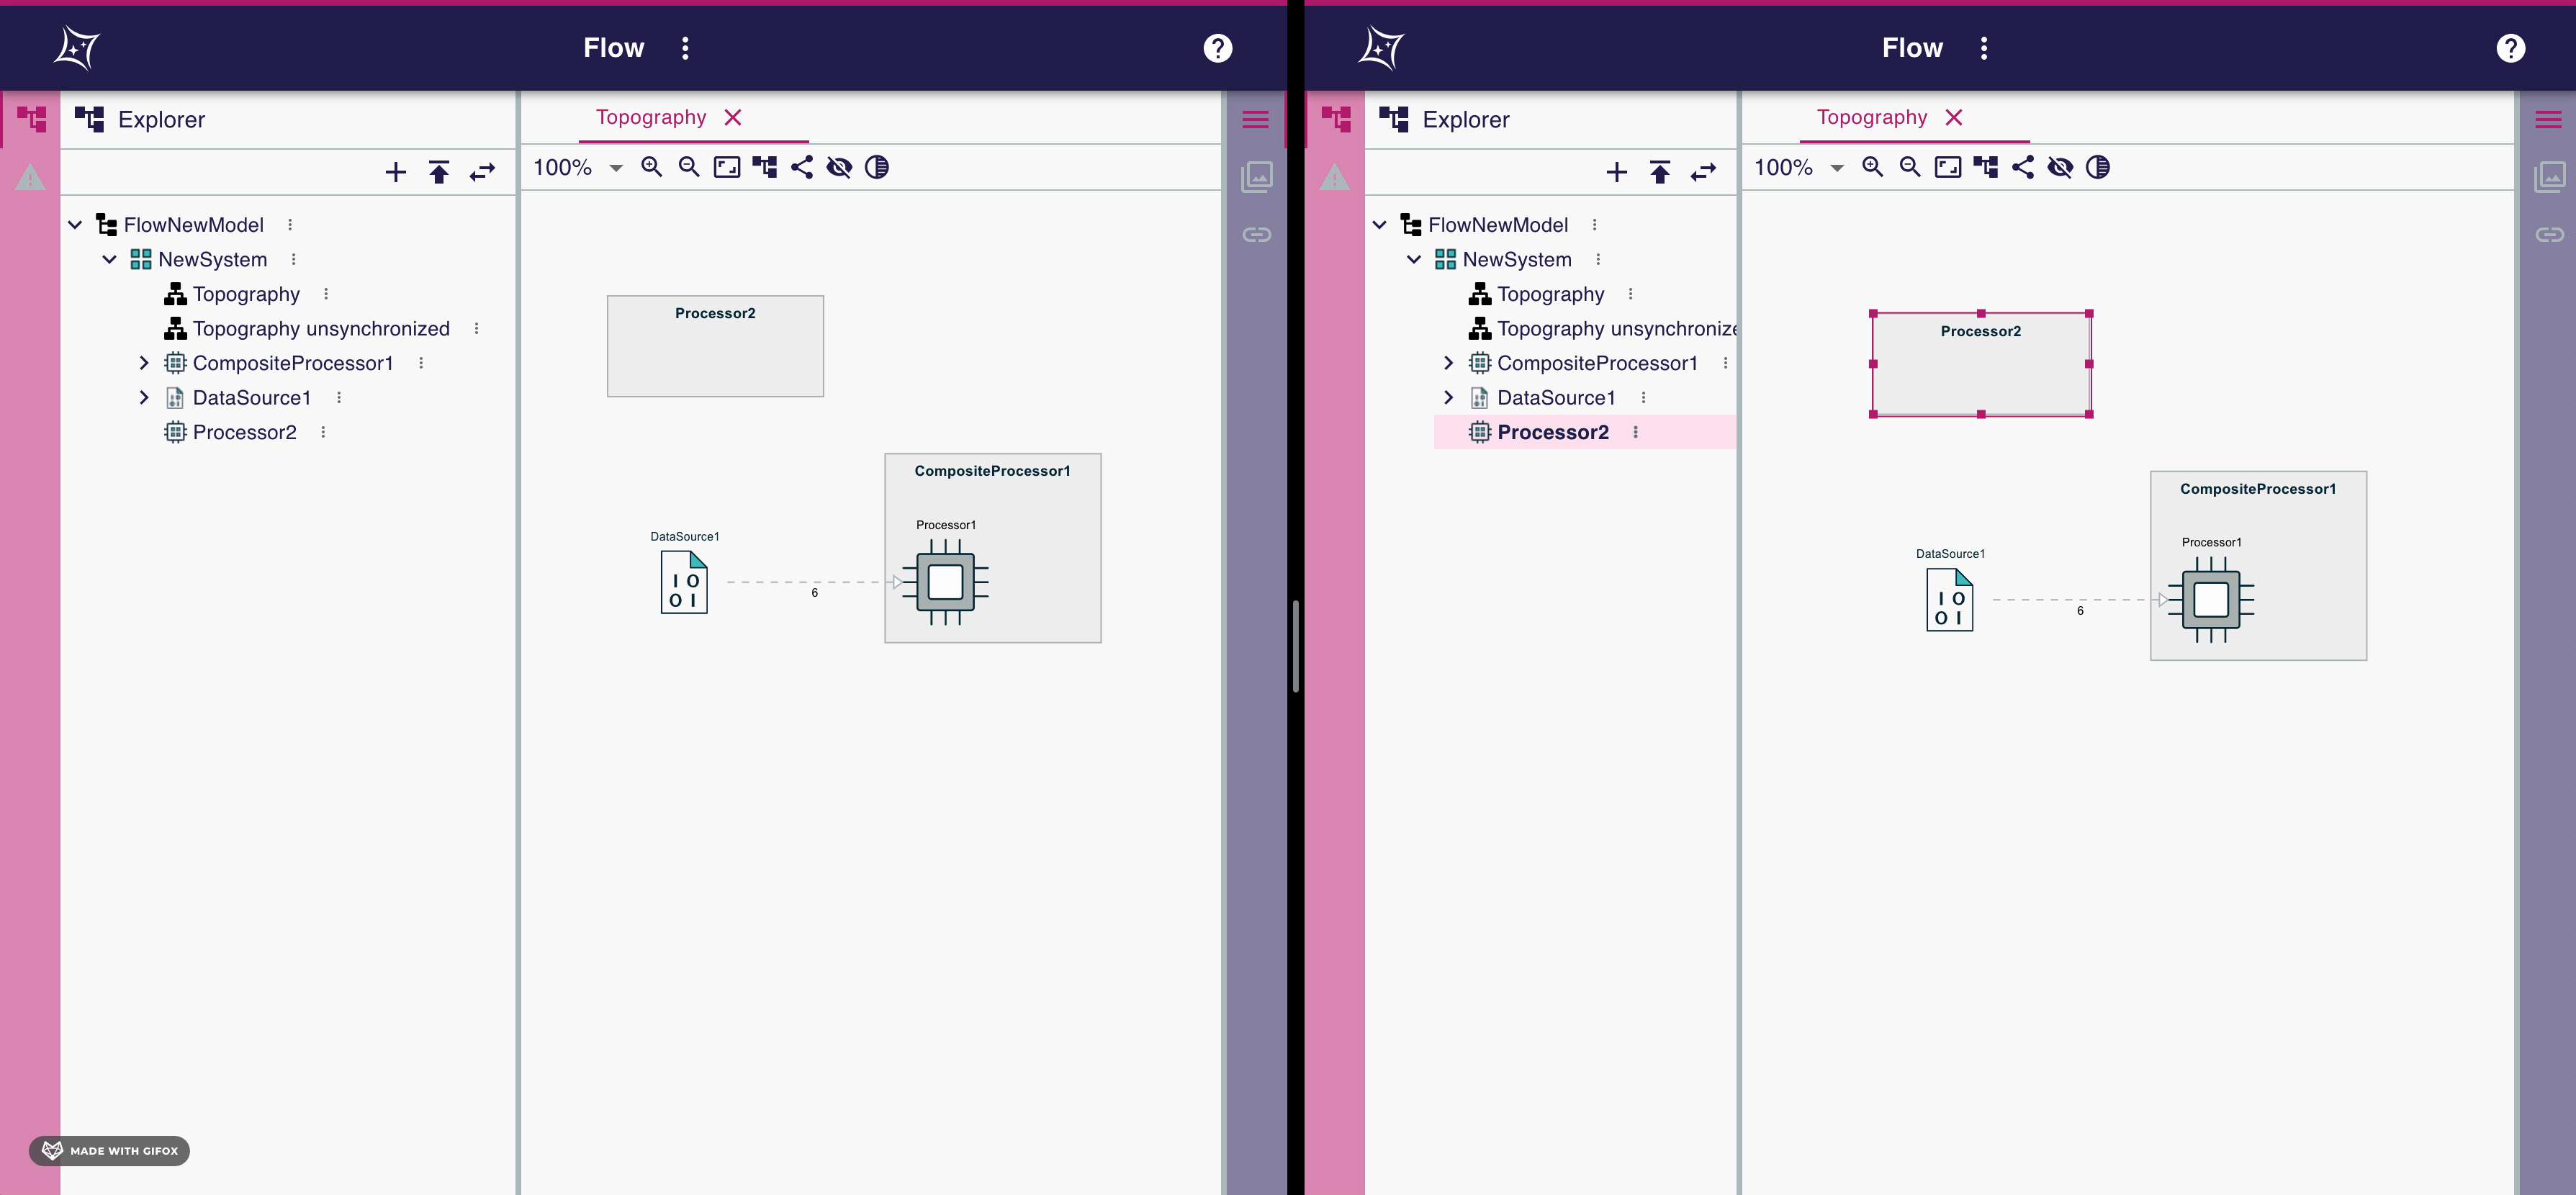 Flow
Explorer
Topography
100%
FlowNewModel
NewSystem
Topography
Topography unsynchronized
CompositeProcessor1
DataSource1
Processor2
Processor2
CompositeProcessor1
Processor1
DataSource1
I O
O I
6
MADE WITH GIFOX
Flow
Explorer
Topography
100%
FlowNewModel
NewSystem
Topography
Topography unsynchronize
CompositeProcessor1
DataSource1
Processor2
Processor2
CompositeProcessor1
Processor1
DataSource1
I O
O I
6